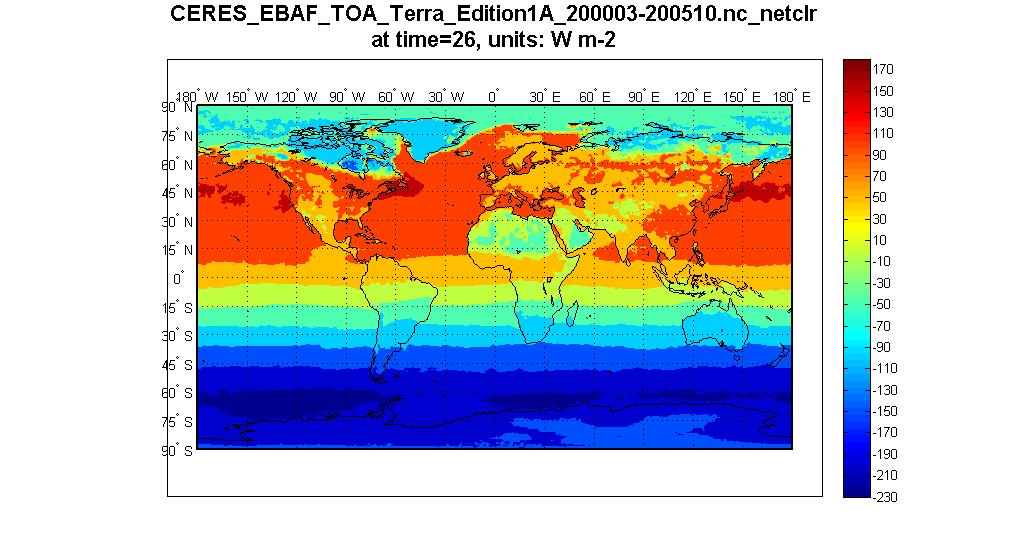 CERES_EBAF_TOA_Terra_Edition1A_200003-200510.nc_netclr
at time=26, units: W m-2
180° W 150° W 120° W 90° W 60° W 30° W 0° 30° E 60° E 90° E 120° E 150° E 180° E
90° N
75° N
60° N
45° N
30° N
15° N
0°
15° S
30° S
45° S
60° S
75° S
90° S
170
150
130
110
90
70
50
30
10
-10
-30
-50
-70
-90
-110
-130
-150
-170
-190
-210
-230